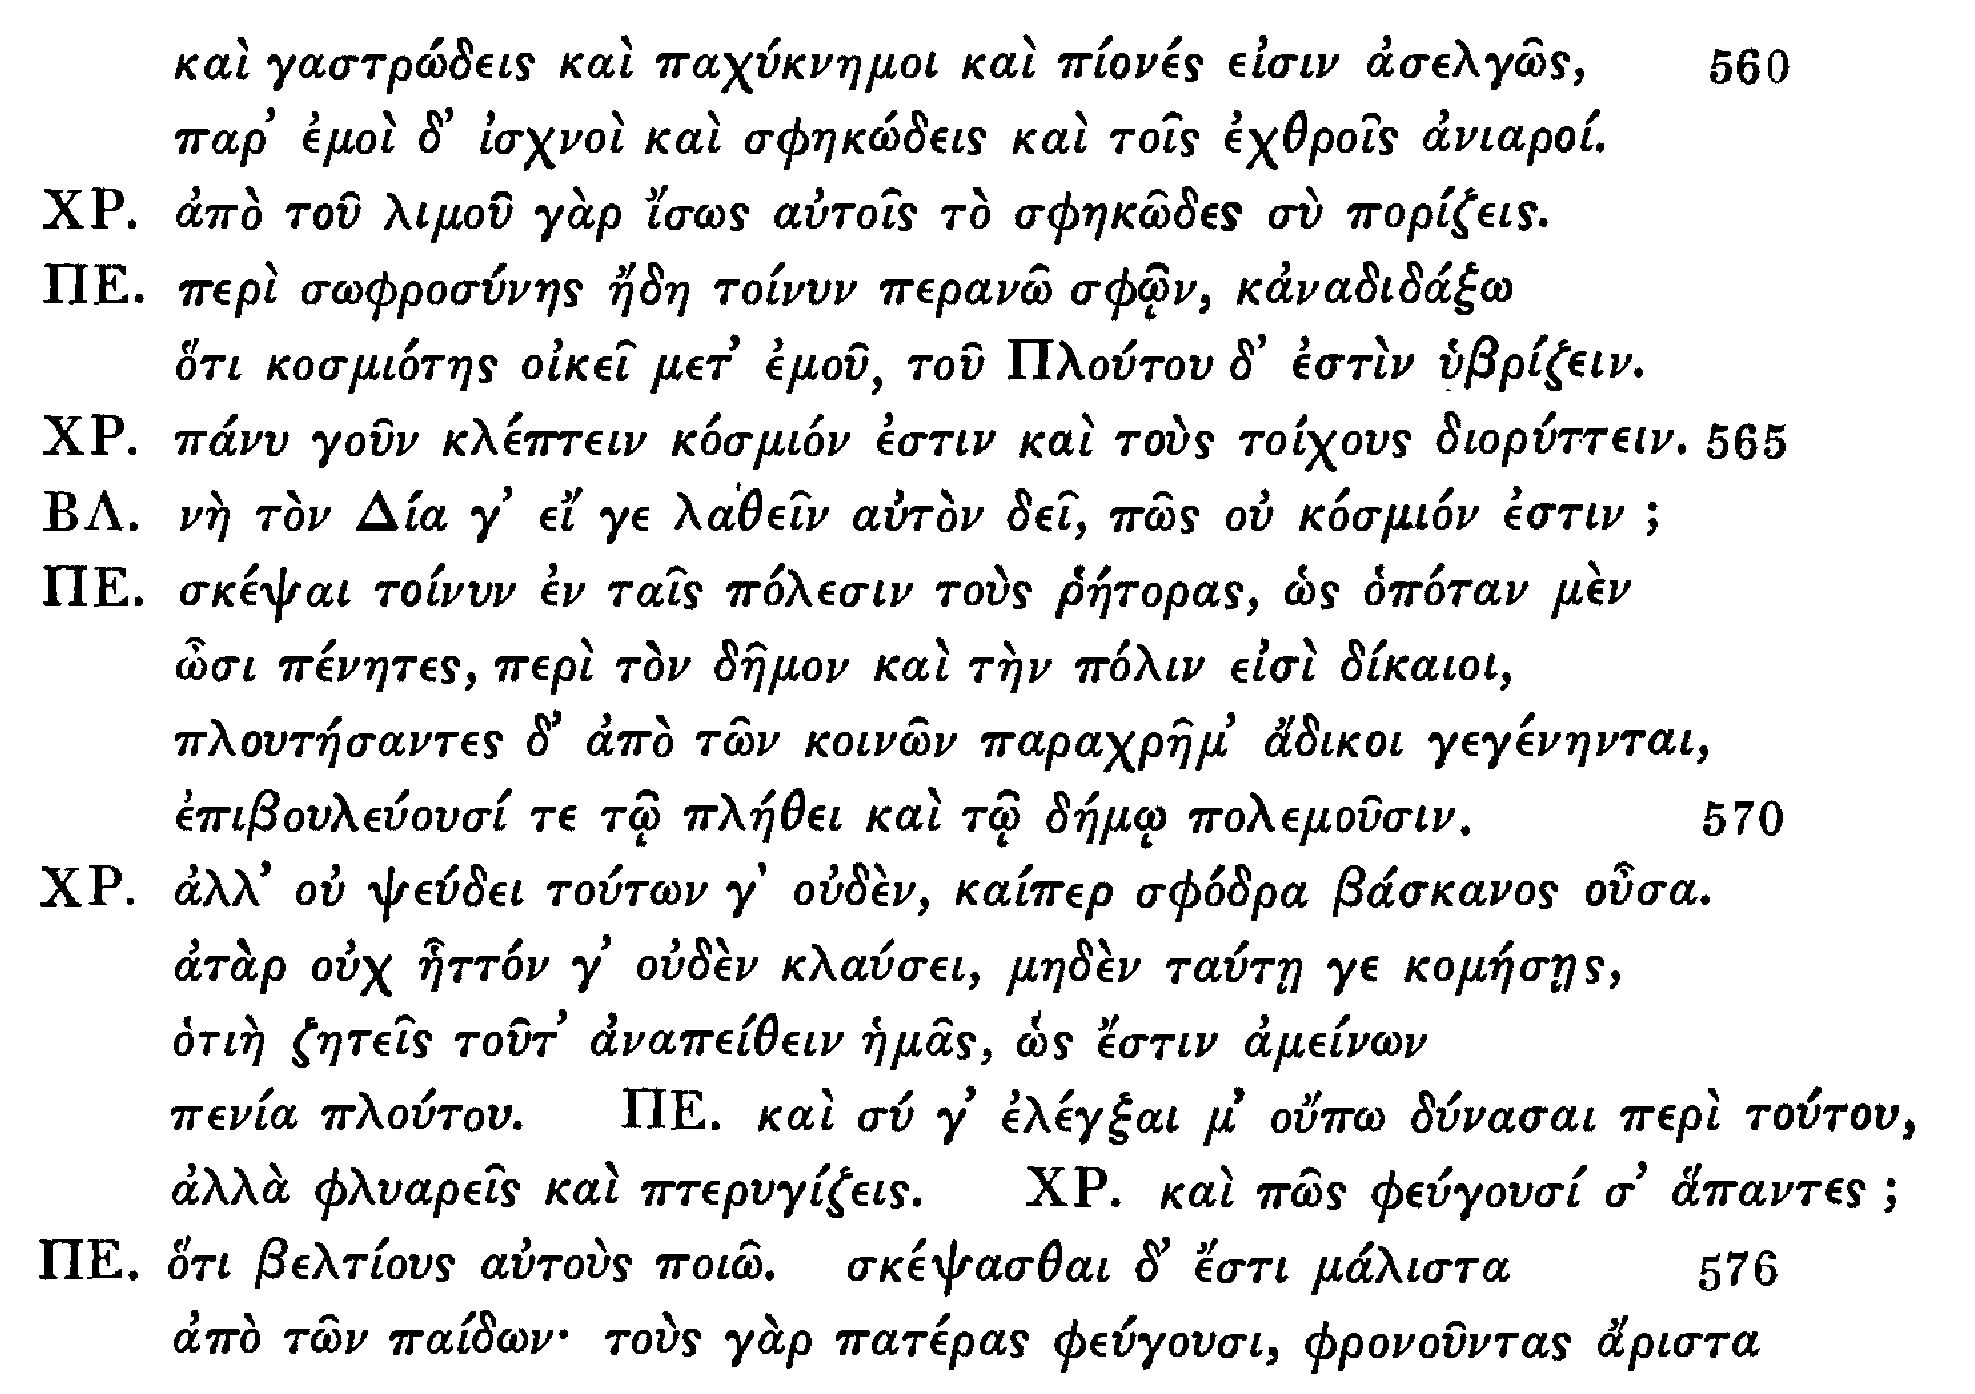 καὶ γαστρώδεις καὶ παχύκνημοι καὶ πίονές εἰσιν ἀσελγῶς, 560
παρ’ ἐμοὶ δ’ ἰσχνοὶ καὶ σφηκώδεις καὶ τοῖς ἐχθροῖς ἀνιαροί.
ΧΡ. ἀπὸ τοῦ λιμοῦ γὰρ ἴσως αὐτοῖς τὸ σφηκῶδες σὺ πορίζεις.
ΠΕ. περὶ σωφροσύνης ἤδη τοίνυν περανῶ σφῷν, κἀναδιδάξω
ὅτι κοσμιότης οἰκεῖ μετ’ ἐμοῦ, τοῦ Πλούτου δ’ ἐστὶν ὑβρίζειν.
ΧΡ. πάνυ γοῦν κλέπτειν κόσμιόν ἐστιν καὶ τοὺς τοίχους διορύττειν. 565
ΒΛ. νὴ τὸν Δία γ’ εἴ γε λαθεῖν αὐτὸν δεῖ, πῶς οὐ κόσμιόν ἐστιν ;
ΠΕ. σκέψαι τοίνυν ἐν ταῖς πόλεσιν τοὺς ῥήτορας, ὡς ὁπόταν μὲν
ὦσι πένητες, περὶ τὸν δῆμον καὶ τὴν πόλιν εἰσὶ δίκαιοι,
πλουτήσαντες δ’ ἀπὸ τῶν κοινῶν παραχρῆμ’ ἄδικοι γεγένηνται,
ἐπιβουλεύουσί τε τῷ πλήθει καὶ τῷ δήμῳ πολεμοῦσιν. 570
ΧΡ. ἀλλ’ οὐ ψεύδει τούτων γ’ οὐδὲν, καίπερ σφόδρα βάσκανος οὖσα.
ἀτὰρ οὐχ ἧττόν γ’ οὐδὲν κλαύσει, μηδὲν ταύτῃ γε κομήσῃς,
ὁτιὴ ζητεῖς τοῦτ’ ἀναπείθειν ἡμᾶς, ὡς ἔστιν ἀμείνων
πενία πλούτου. ΠΕ. καὶ σύ γ’ ἐλέγξαι μ’ οὔπω δύνασαι περὶ τούτου,
ἀλλὰ φλυαρεῖς καὶ πτερυγίζεις. ΧΡ. καὶ πῶς φεύγουσί σ’ ἅπαντες ;
ΠΕ. ὅτι βελτίους αὐτοὺς ποιῶ. σκέψασθαι δ’ ἔστι μάλιστα 576
ἀπὸ τῶν παίδων· τοὺς γὰρ πατέρας φεύγουσι, φρονοῦντας ἄριστα